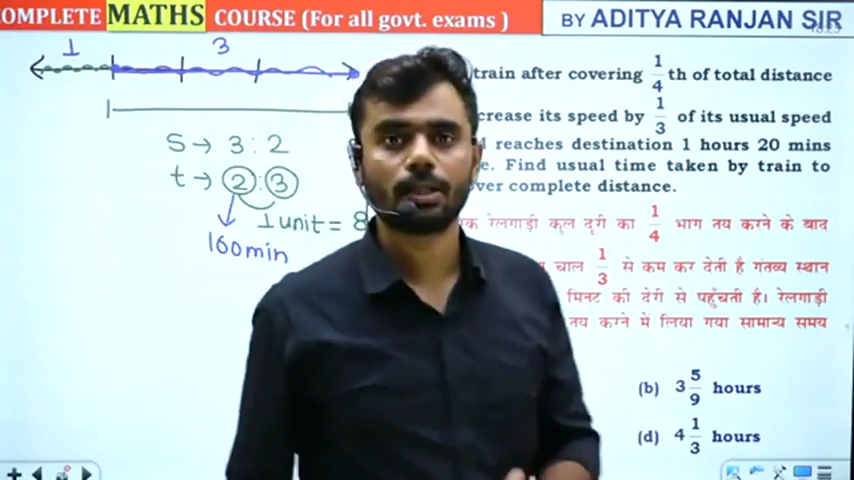 COMPLETE MATHS COURSE (For all govt. exams )
BY ADITYA RANJAN SIR
1 3
S → 3 : 2
t → 2 : 3
1 unit = 8
160 min
train after covering 1/4 th of total distance
crease its speed by 1/3 of its usual speed
reaches destination 1 hours 20 mins
e. Find usual time taken by train to
ver complete distance.
रेलगाड़ी कुल दूरी का 1/4 भाग तय करने के बाद
चाल 1/3 से कम कर देती है गंतव्य स्थान
मिनट की देरी से पहुँचती है। रेलगाड़ी
तय करने में लिया गया सामान्य समय
(b) 3 5/9 hours
(d) 4 1/3 hours